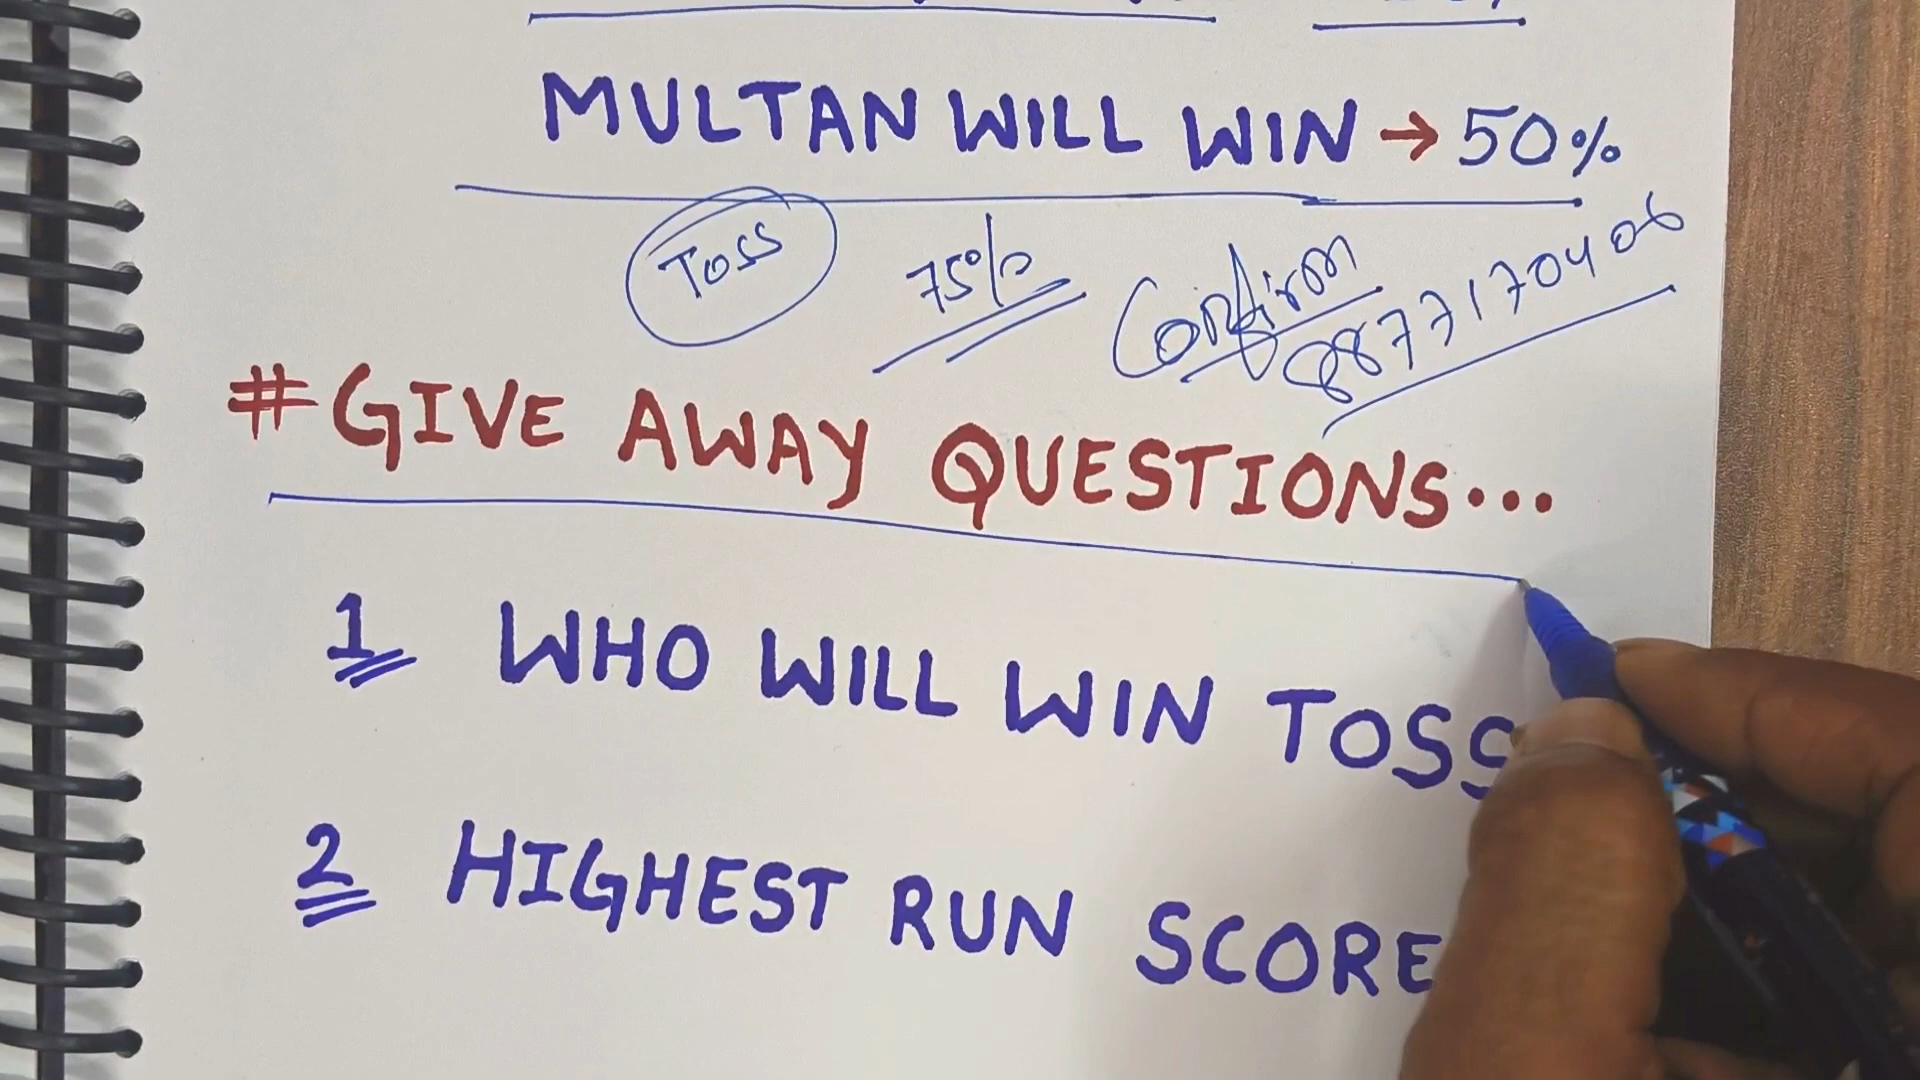 MULTAN WILL WIN → 50%
Toss 75% Confirm
8877170406
#GIVE AWAY QUESTIONS...
1 WHO WILL WIN TOSS
2 HIGHEST RUN SCORE